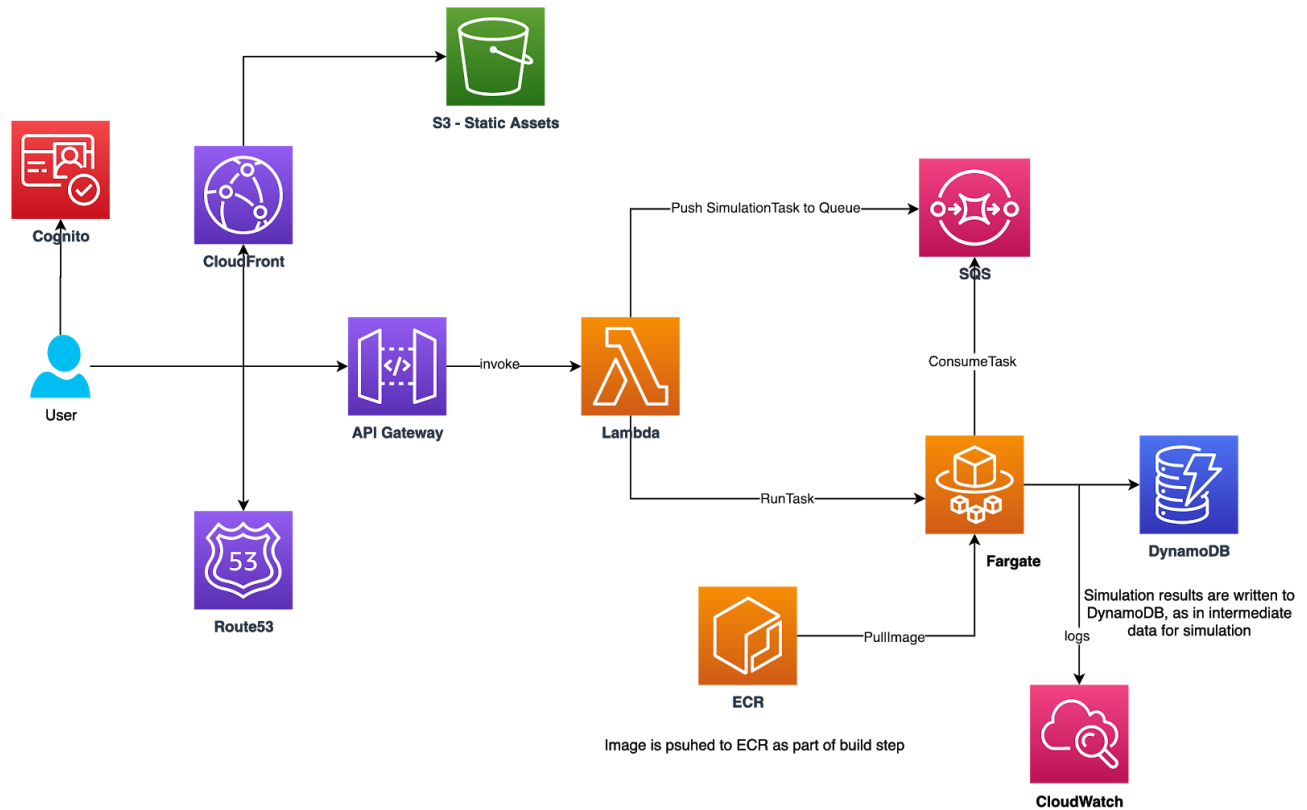 S3 - Static Assets
Cognito
CloudFront
Push SimulationTask to Queue
SQS
User
API Gateway
invoke
Lambda
ConsumeTask
RunTask
Fargate
DynamoDB
53
Route53
Simulation results are written to
DynamoDB, as in intermediate
data for simulation
PullImage
logs
ECR
Image is psuhed to ECR as part of build step
CloudWatch